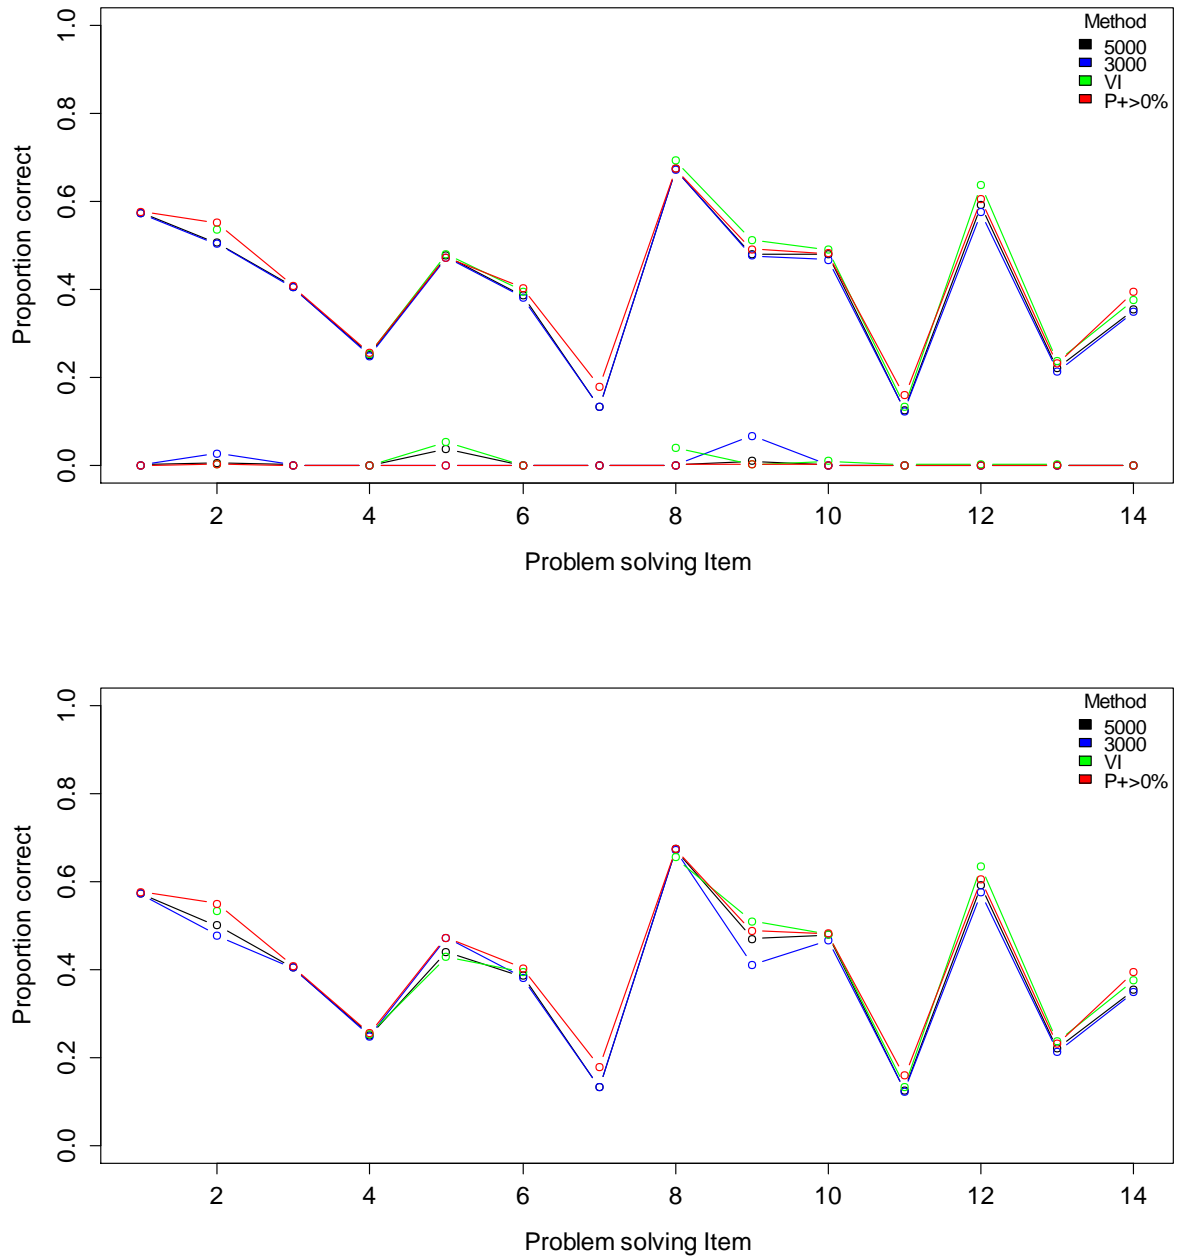 Method
5000
3000
VI
P+>0%
1.0
0.8
0.6
0.4
0.2
0.0
Proportion correct
2 4 6 8 10 12 14
Problem solving Item
Method
5000
3000
VI
P+>0%
1.0
0.8
0.6
0.4
0.2
0.0
Proportion correct
2 4 6 8 10 12 14
Problem solving Item